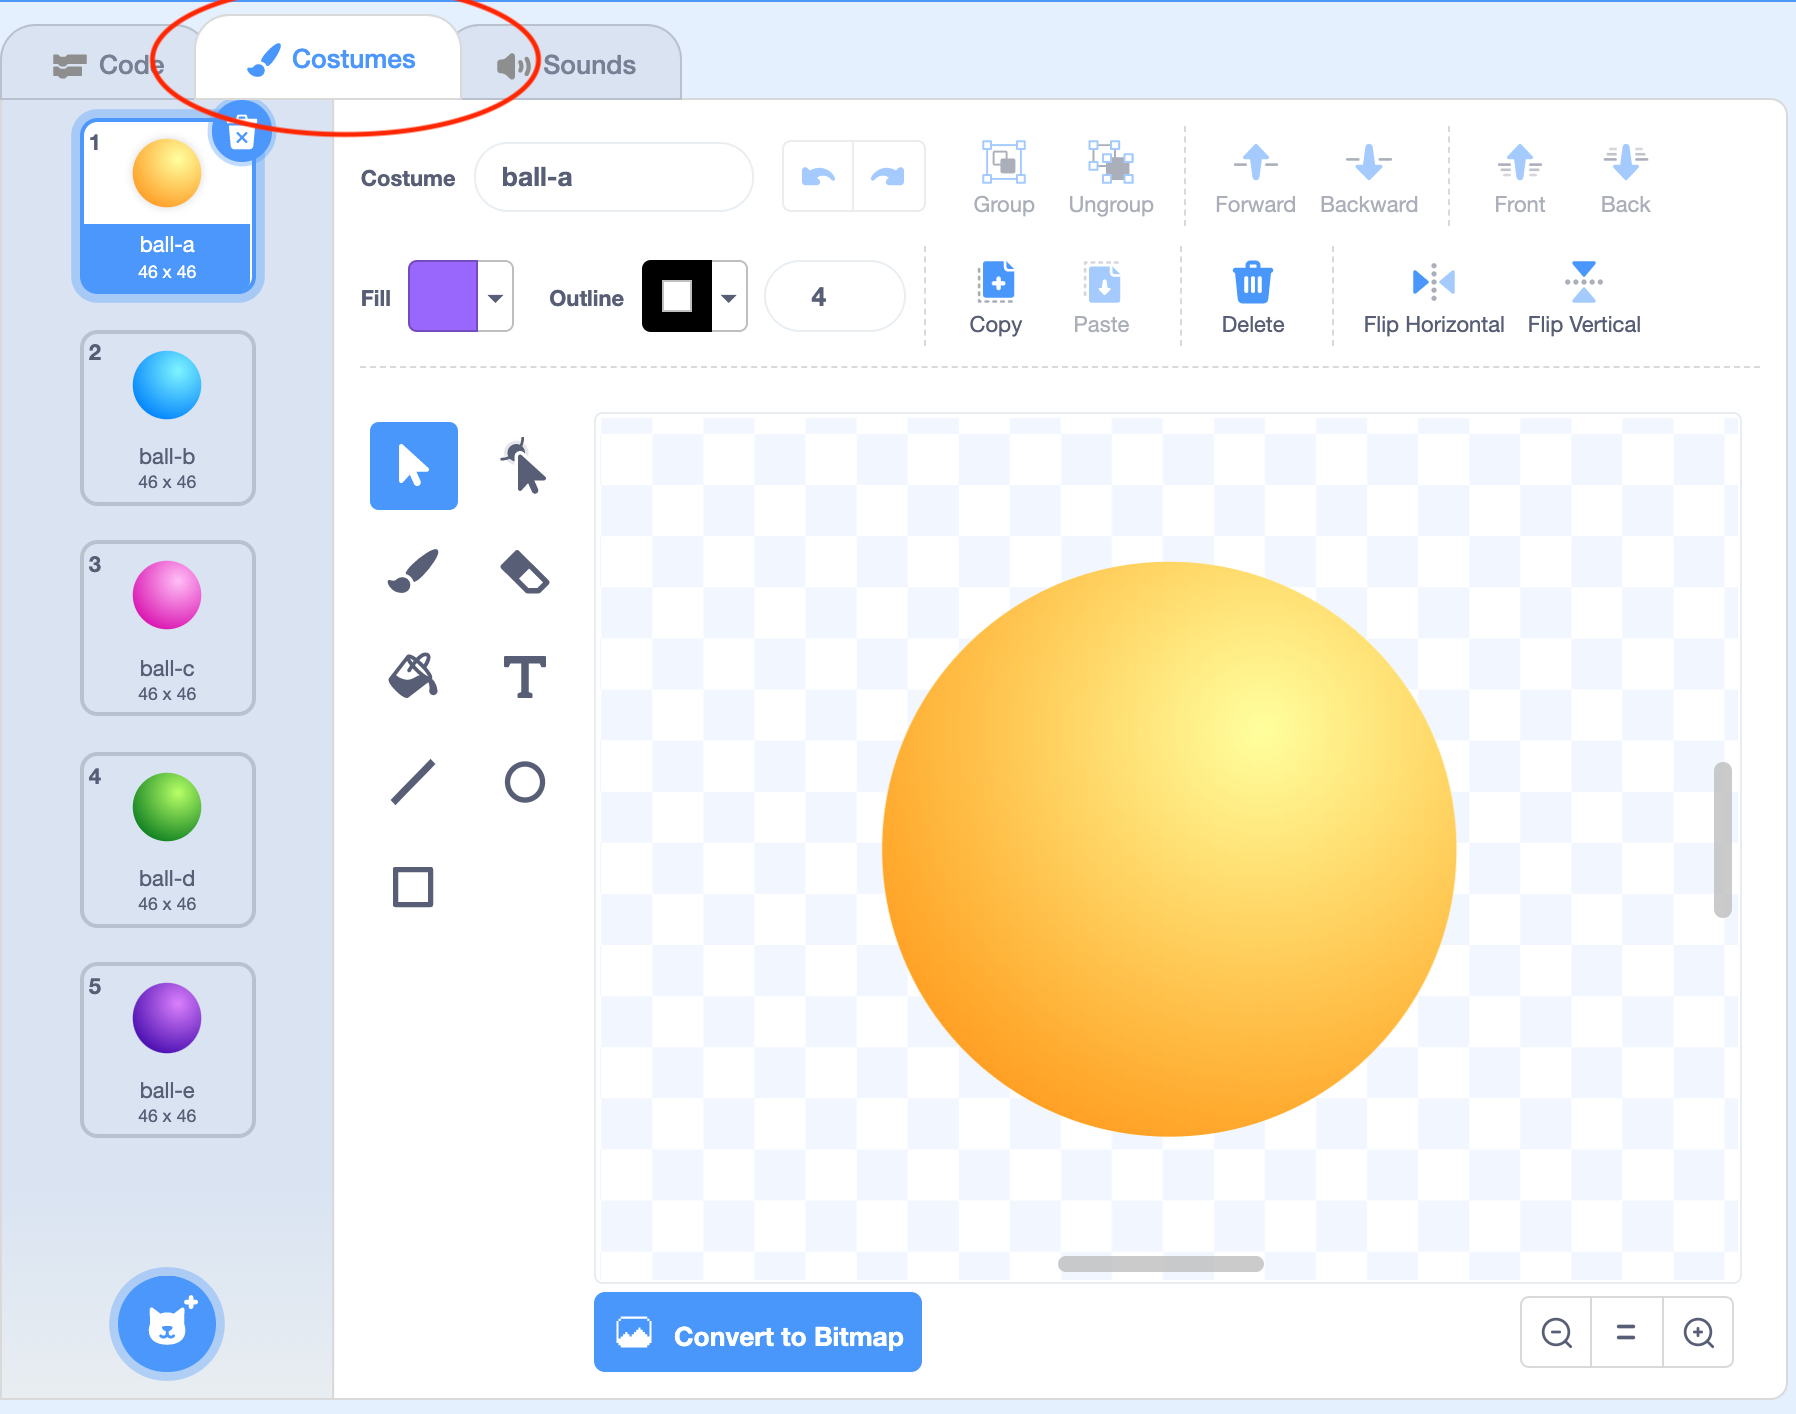 Code
Costumes
Sounds
1
ball-a
46 x 46
2
ball-b
46 x 46
3
ball-c
46 x 46
4
ball-d
46 x 46
5
ball-e
46 x 46
Costume
ball-a
Group
Ungroup
Forward
Backward
Front
Back
Fill
Outline
4
Copy
Paste
Delete
Flip Horizontal
Flip Vertical
Convert to Bitmap